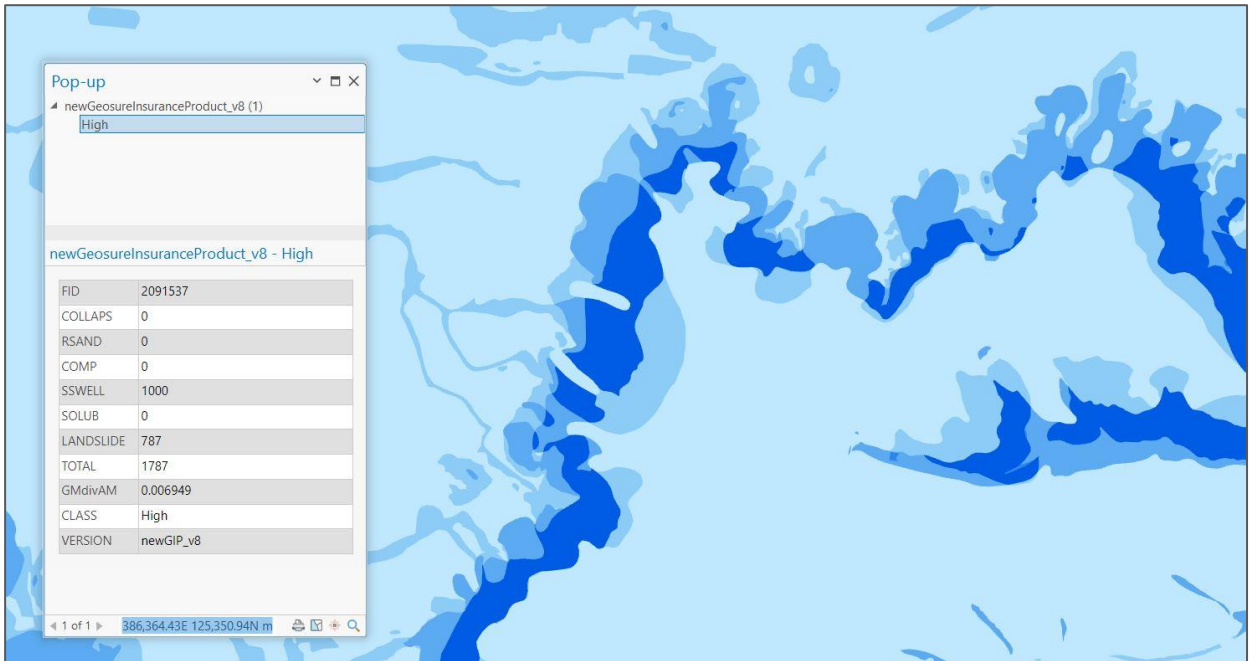 Pop-up
newGeosureInsuranceProduct_v8 (1)
High
newGeosureInsuranceProduct_v8 - High
FID 2091537
COLLAPS 0
RSAND 0
COMP 0
SSWELL 1000
SOLUB 0
LANDSLIDE 787
TOTAL 1787
GMdivAM 0.006949
CLASS High
VERSION newGIP_v8
1 of 1 386,364.43E 125,350.94N m